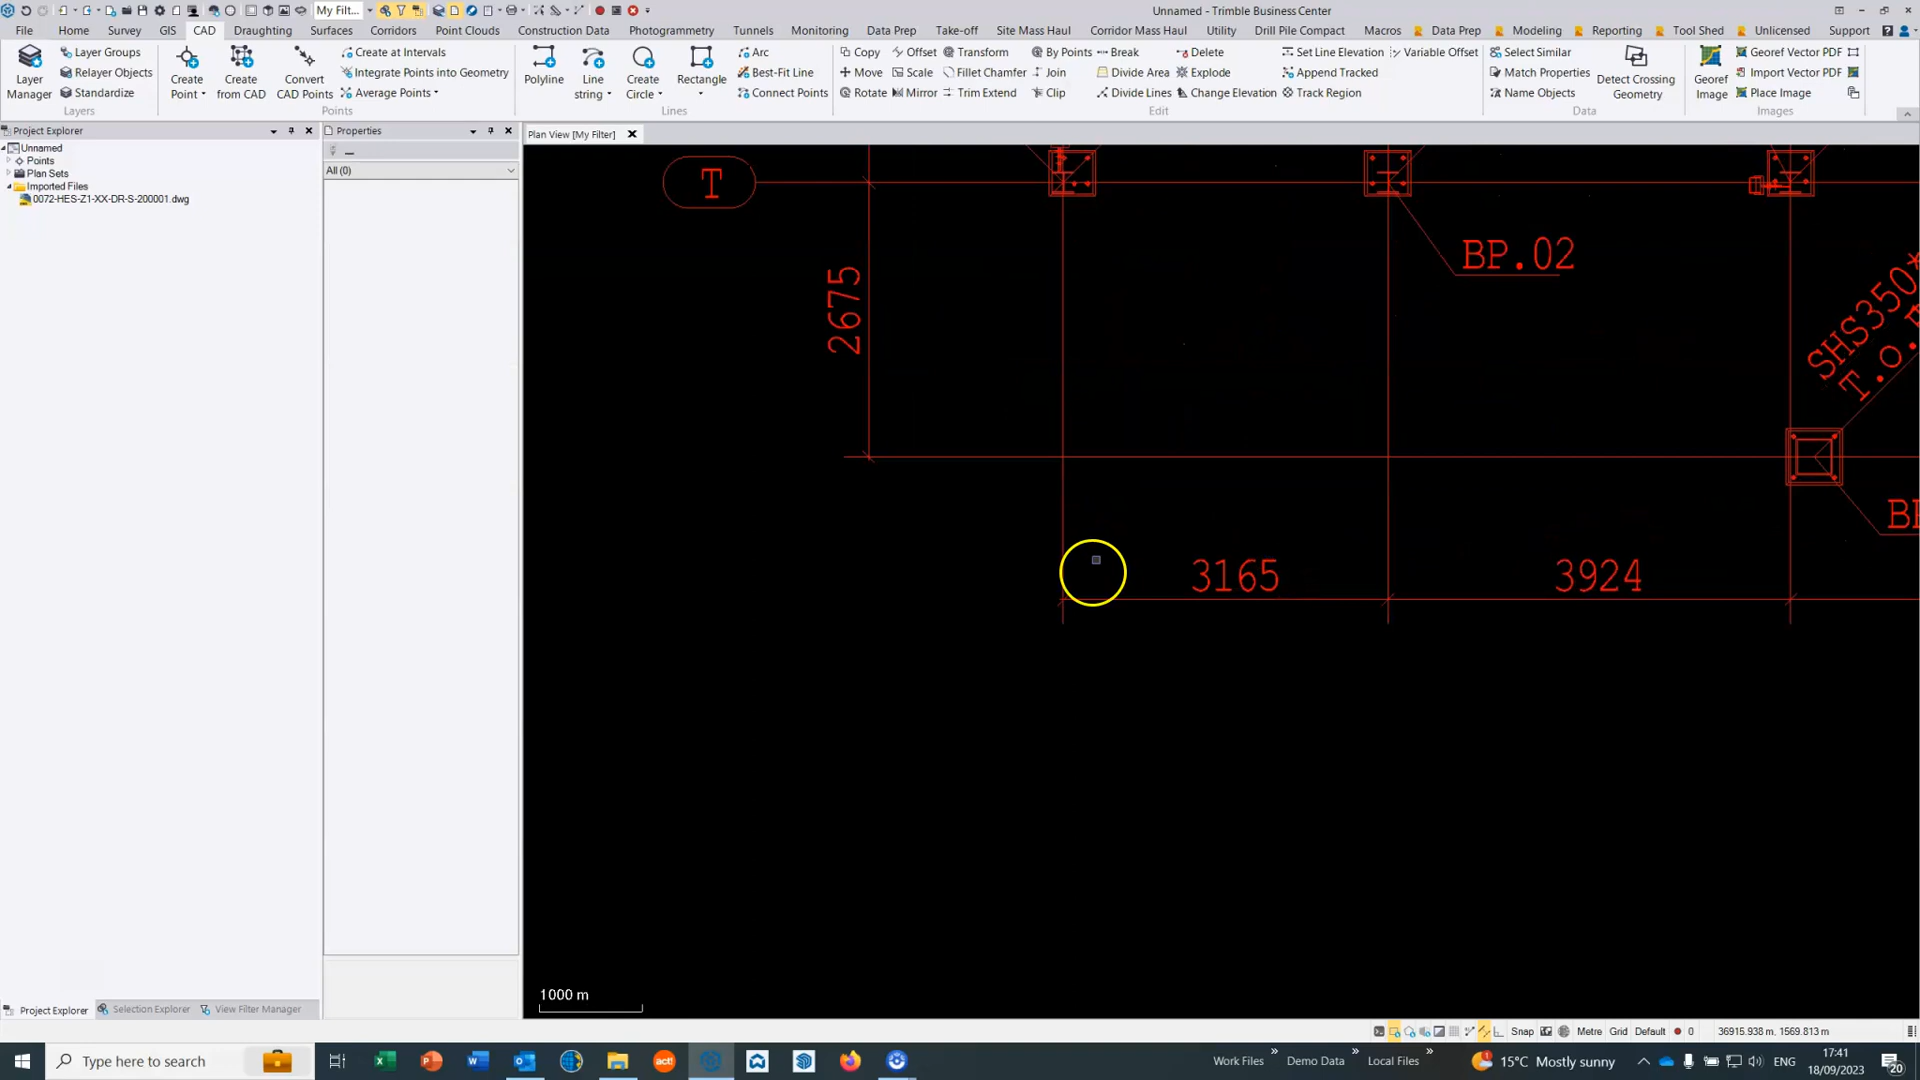 My Filt...
Unnamed - Trimble Business Center
File Home Survey GIS CAD Draughting Surfaces Corridors Point Clouds Construction Data Photogrammetry Tunnels Monitoring Data Prep Take-off Site Mass Haul Corridor Mass Haul Utility Drill Pile Compact Macros Data Prep Modeling Reporting Tool Shed Unlicensed Support
Layer Manager
Layer Groups
Relayer Objects
Standardize
Layers
Create Point
Create from CAD
Convert CAD Points
Create at Intervals
Integrate Points into Geometry
Average Points
Points
Polyline
Line string
Create Circle
Rectangle
Arc
Best-Fit Line
Connect Points
Lines
Copy Offset Transform By Points Break Delete Set Line Elevation Variable Offset
Move Scale Fillet Chamfer Join Divide Area Explode Append Tracked
Rotate Mirror Trim Extend Clip Divide Lines Change Elevation Track Region
Edit
Select Similar
Match Properties
Name Objects
Detect Crossing Geometry
Data
Georef Image
Georef Vector PDF
Import Vector PDF
Place Image
Images
Project Explorer
Unnamed
Points
Plan Sets
Imported Files
0072-HES-Z1-XX-DR-S-200001.dwg
Properties
All (0)
Plan View [My Filter]
T
BP.02
2675
SHS350*
T.O.
3165
3924
1000 m
Project Explorer Selection Explorer View Filter Manager
Snap Metre Grid Default 0 36915.938 m, 1569.813 m
Type here to search
act!
Work Files » Demo Data » Local Files »
15°C Mostly sunny
ENG
17:41
18/09/2023
20